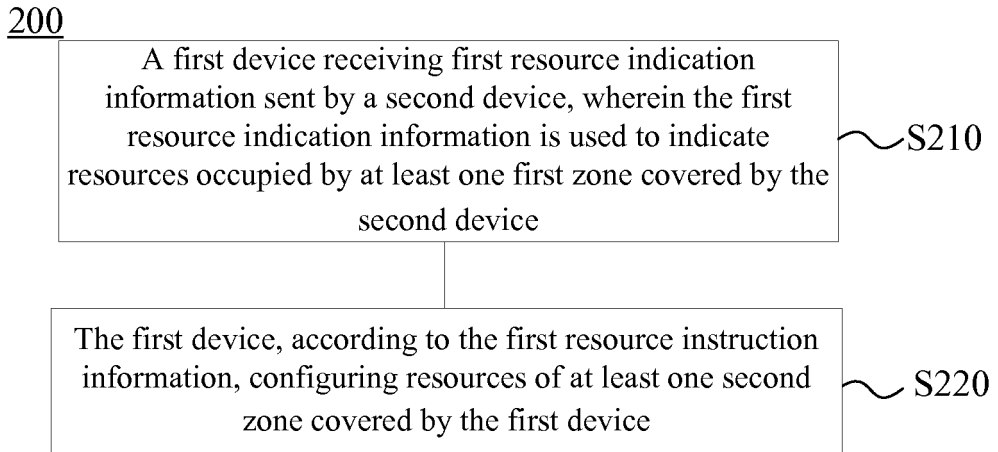 200
A first device receiving first resource indication
information sent by a second device, wherein the first
resource indication information is used to indicate
resources occupied by at least one first zone covered by the
second device
S210
The first device, according to the first resource instruction
information, configuring resources of at least one second
zone covered by the first device
S220